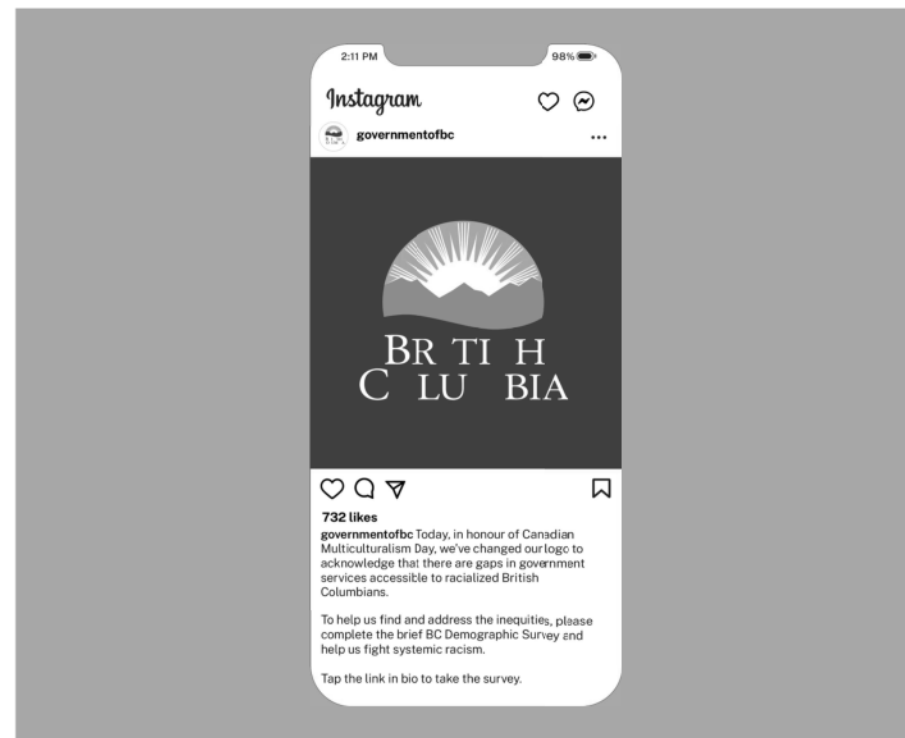 2:11 PM 98%
Instagram
governmentofbc
BR TI H
C LU BIA
732 likes
governmentofbc Today, in honour of Canadian
Multiculturalism Day, we've changed our logo to
acknowledge that there are gaps in government
services accessible to racialized British
Columbians.
To help us find and address the inequities, please
complete the brief BC Demographic Survey and
help us fight systemic racism.
Tap the link in bio to take the survey.